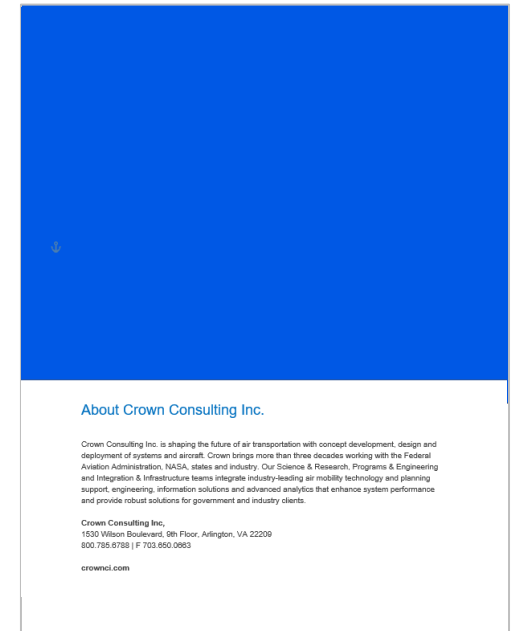 About Crown Consulting Inc.
Crown Consulting Inc. is shaping the future of air transportation with concept development, design and
deployment of systems and aircraft. Crown brings more than three decades working with the Federal
Aviation Administration, NASA, states and industry. Our Science & Research, Programs & Engineering
and Integration & Infrastructure teams integrate industry-leading air mobility technology and planning
support, engineering, information solutions and advanced analytics that enhance system performance
and provide robust solutions for government and industry clients.
Crown Consulting Inc,
1530 Wilson Boulevard, 9th Floor, Arlington, VA 22209
800.785.6788 | F 703.650.0663
crownci.com